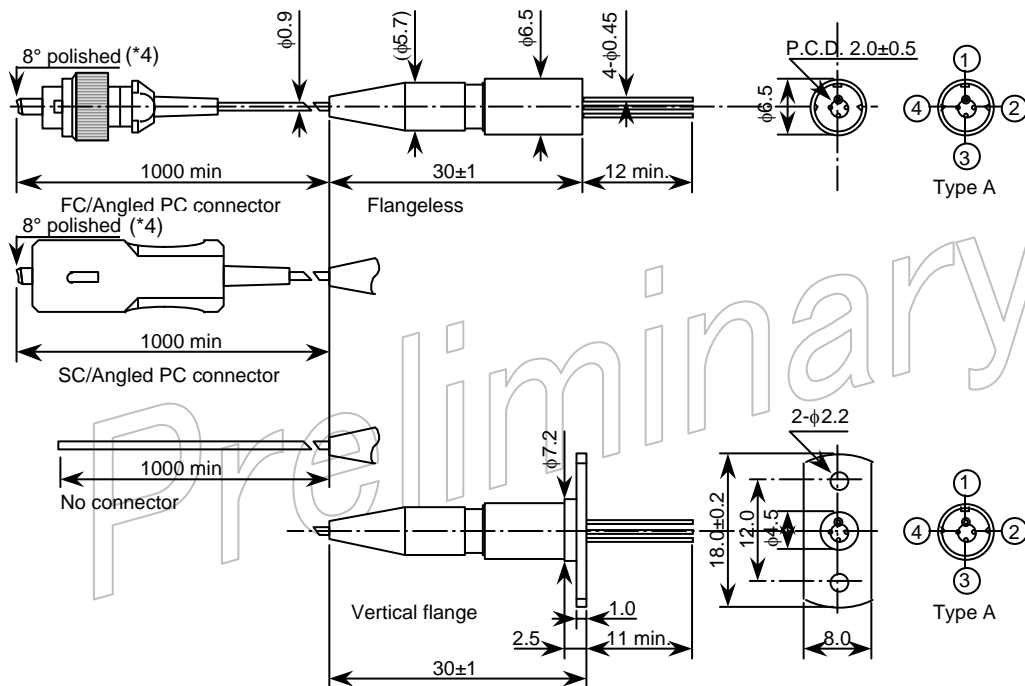 8° polished (*4)
φ0.9
(φ5.7)
φ6.5
4-φ0.45
P.C.D. 2.0±0.5
φ6.5
1
4
2
3
Type A
1000 min
30±1
12 min.
FC/Angled PC connector
Flangeless
8° polished (*4)
1000 min
SC/Angled PC connector
1000 min
No connector
φ7.2
2-φ2.2
18.0±0.2
12.0
φ4.5
1
4
2
3
Type A
Vertical flange
1.0
2.5
11 min.
8.0
30±1
Preliminary